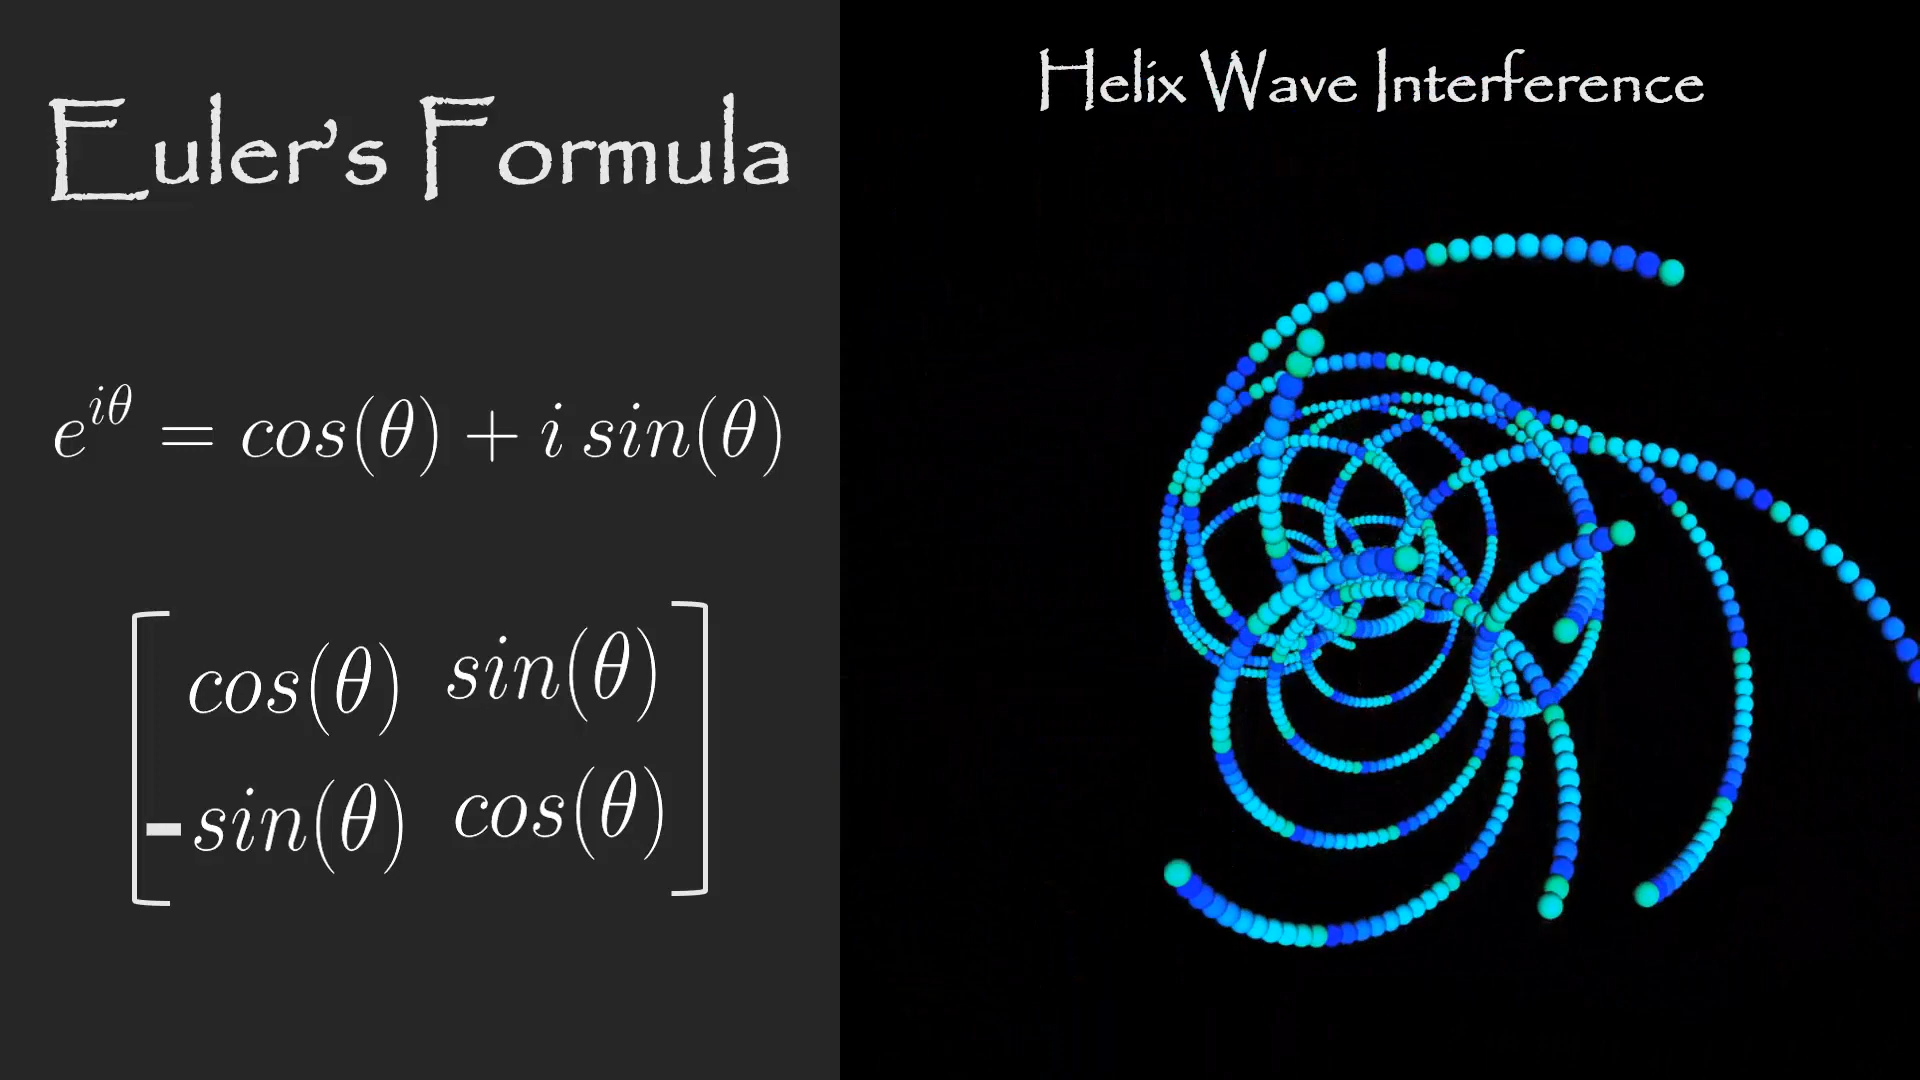 Euler's Formula
Helix Wave Interference
e^{iθ} = cos(θ) + i sin(θ)
cos(θ) sin(θ)
-sin(θ) cos(θ)